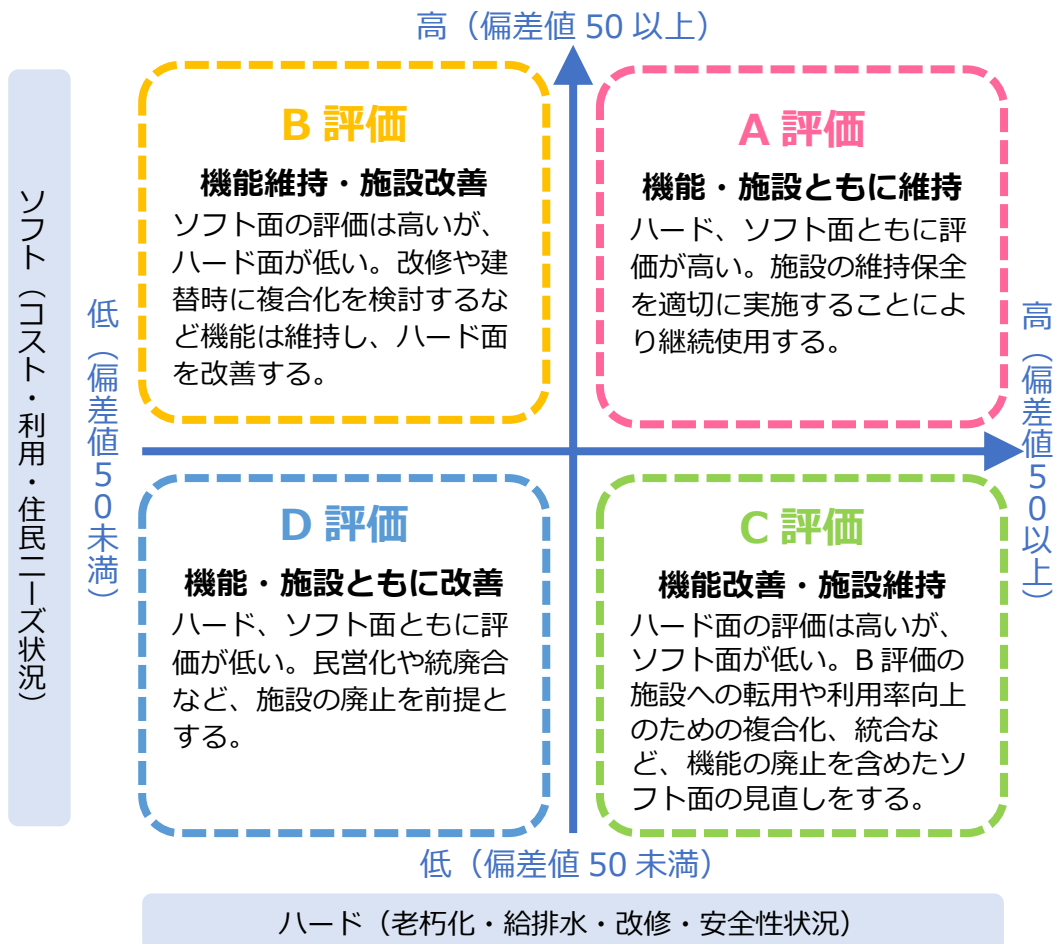 高（偏差値 50 以上）
ソフト（コスト・利用・住民ニーズ状況）
低（偏差値50未満）
B 評価
機能維持・施設改善
ソフト面の評価は高いが、
ハード面が低い。改修や建
替時に複合化を検討するな
ど機能は維持し、ハード面
を改善する。
A 評価
機能・施設ともに維持
ハード、ソフト面ともに評
価が高い。施設の維持保全
を適切に実施することによ
り継続使用する。
高（偏差値50以上）
D 評価
機能・施設ともに改善
ハード、ソフト面ともに評
価が低い。民営化や統廃合
など、施設の廃止を前提と
する。
C 評価
機能改善・施設維持
ハード面の評価は高いが、
ソフト面が低い。B 評価の
施設への転用や利用率向上
のための複合化、統合な
ど、機能の廃止を含めたソ
フト面の見直しをする。
低（偏差値 50 未満）
ハード（老朽化・給排水・改修・安全性状況）